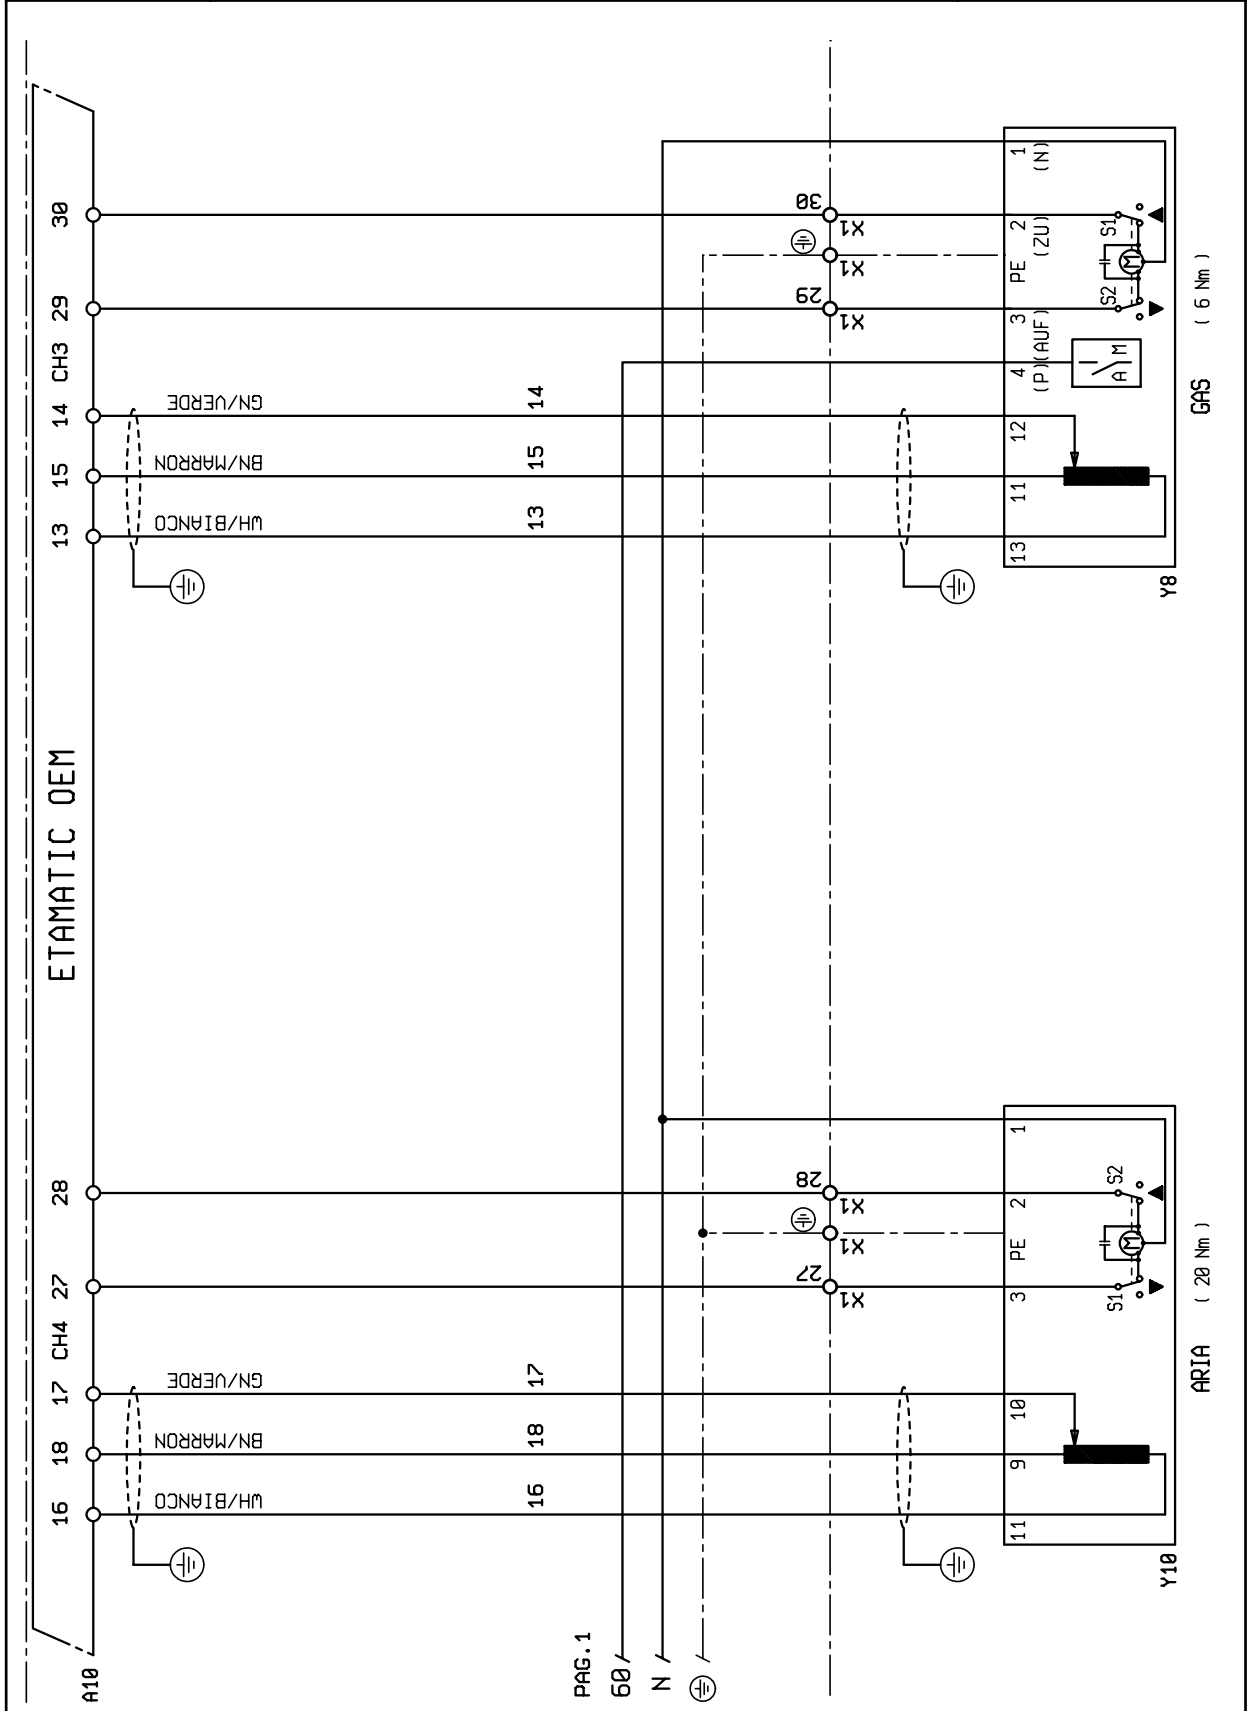 ETAMATIC OEM
A10
16 18 17 CH4 27 28 13 15 14 CH3 29 30
WH/BIANCO
BN/MARRON
GN/VERDE
WH/BIANCO
BN/MARRON
GN/VERDE
16 18 17 13 15 14
PAG.1
60
N
27 28 29 30
X1 X1 X1 X1 X1 X1
11 9 10 3 PE 2 1
13 11 12 4 3 PE 2 1
(P)(AUF) (ZU) (N)
S1 M S2
A M
S2 M S1
Y10
Y8
ARIA ( 20 Nm )
GAS ( 6 Nm )